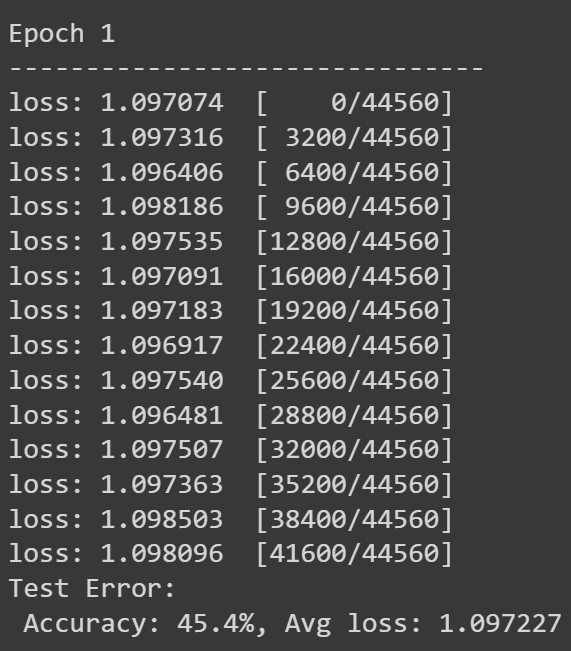 Epoch 1
-------------------------------
loss: 1.097074  [    0/44560]
loss: 1.097316  [ 3200/44560]
loss: 1.096406  [ 6400/44560]
loss: 1.098186  [ 9600/44560]
loss: 1.097535  [12800/44560]
loss: 1.097091  [16000/44560]
loss: 1.097183  [19200/44560]
loss: 1.096917  [22400/44560]
loss: 1.097540  [25600/44560]
loss: 1.096481  [28800/44560]
loss: 1.097507  [32000/44560]
loss: 1.097363  [35200/44560]
loss: 1.098503  [38400/44560]
loss: 1.098096  [41600/44560]
Test Error:
 Accuracy: 45.4%, Avg loss: 1.097227